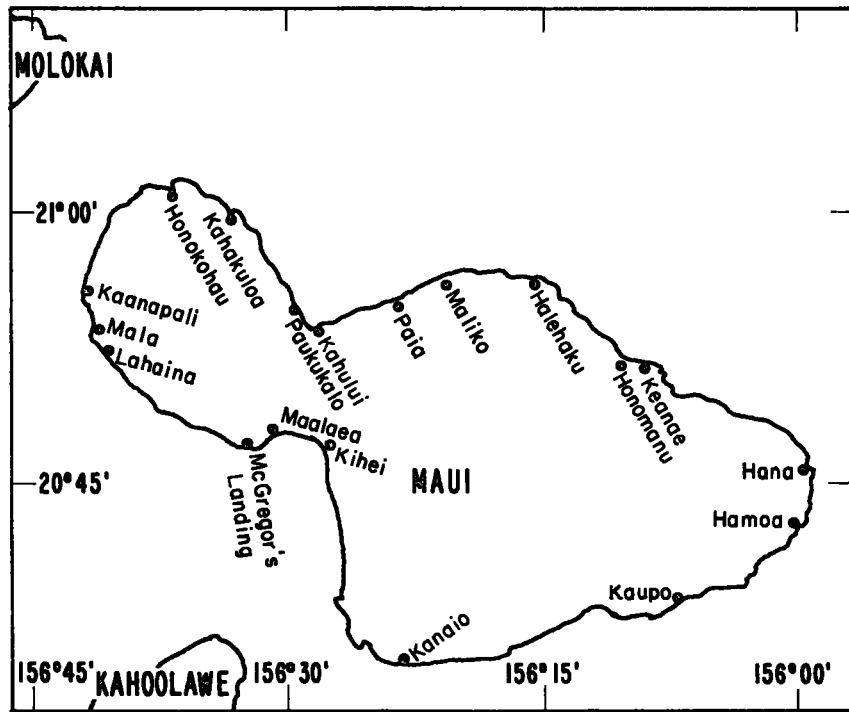 MOLOKAI
21°00'
Honokohau
Kahakuloa
Kaanapali
Mala
Lahaina
Paukukalo
Kahului
Paia
Maliko
Halehaku
Honomanu
Keanae
Maalaea
Kihei
McGregor's
Landing
20°45'
MAUI
Hana
Hamoa
Kaupo
Kanaio
156°45'
KAHOOLAWE
156°30'
156°15'
156°00'